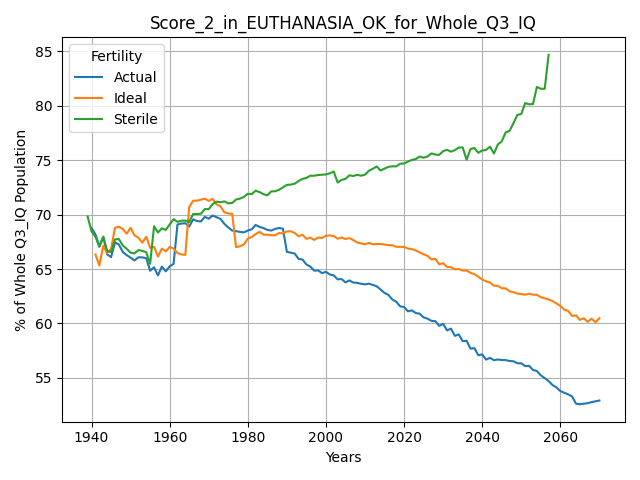 Score_2_in_EUTHANASIA_OK_for_Whole_Q3_IQ
Fertility
Actual
Ideal
Sterile
85
80
75
70
65
60
55
% of Whole Q3_IQ Population
1940
1960
1980
2000
2020
2040
2060
Years